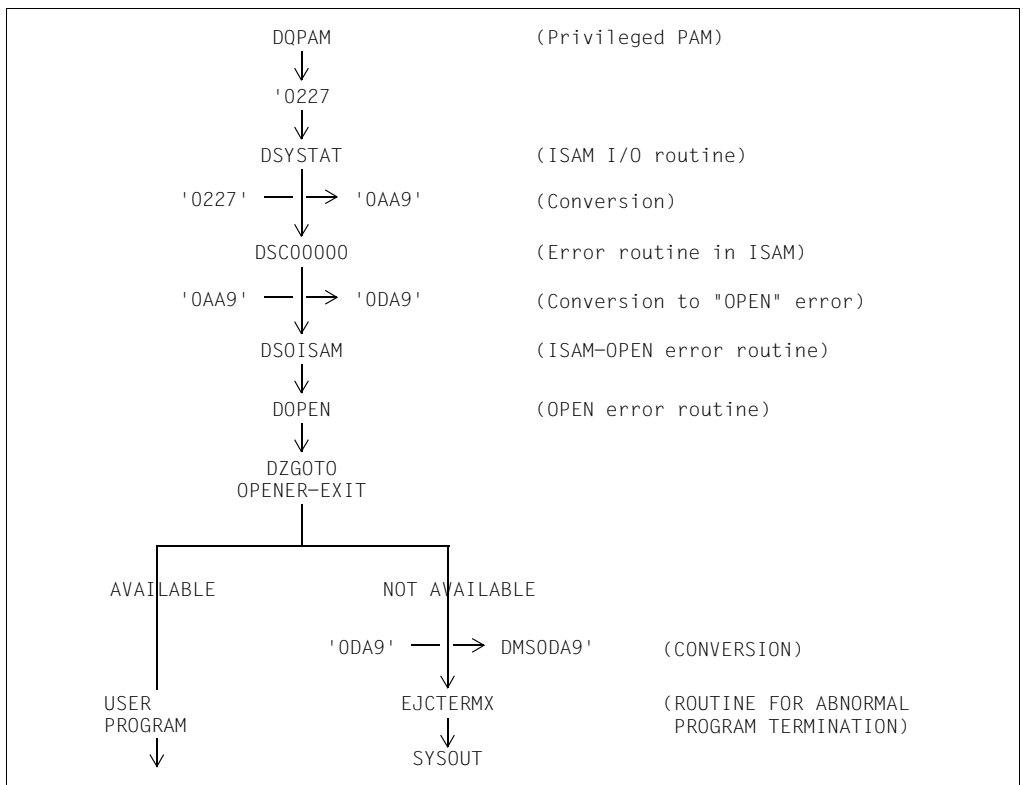 DQPAM (Privileged PAM)
'0227
DSYSTAT (ISAM I/O routine)
'0227' '0AA9' (Conversion)
DSC00000 (Error routine in ISAM)
'0AA9' '0DA9' (Conversion to "OPEN" error)
DSOISAM (ISAM-OPEN error routine)
DOPEN (OPEN error routine)
DZGOTO
OPENER-EXIT
AVAILABLE NOT AVAILABLE
'0DA9' DMS0DA9' (CONVERSION)
USER EJCTERMX (ROUTINE FOR ABNORMAL
PROGRAM PROGRAM TERMINATION)
SYSOUT